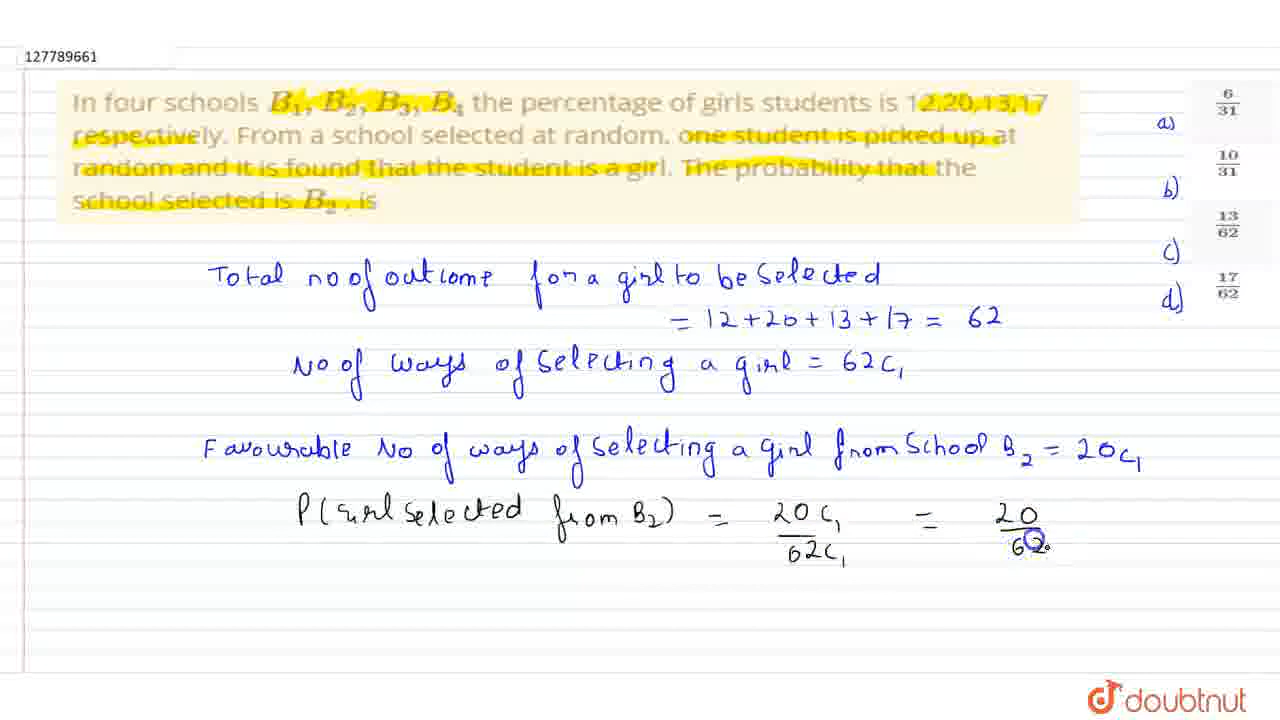 127789661
In four schools B₁, B₂, B₃, B₄ the percentage of girls students is 12,20,13,17
respectively. From a school selected at random, one student is picked up at
random and it is found that the student is a girl. The probability that the
school selected is B₂ , is
a) 6/31
b) 10/31
c) 13/62
d) 17/62
Total no of outcome for a girl to be selected
= 12+20+13+17 = 62
No of ways of selecting a girl = 62C₁
Favourable No of ways of selecting a girl from School B₂ = 20C₁
P(girl selected from B₂) = 20C₁/62C₁ = 20/62
doubtnut